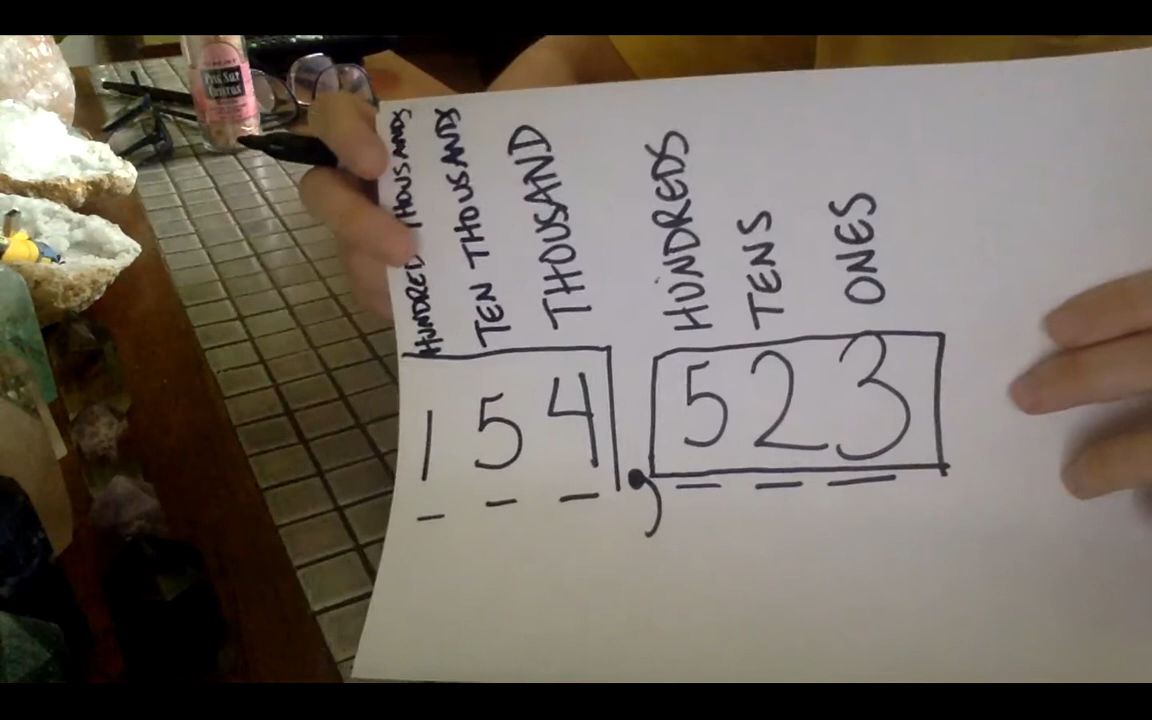 HUNDRED THOUSANDS
TEN THOUSANDS
THOUSAND
HUNDREDS
TENS
ONES
154,523